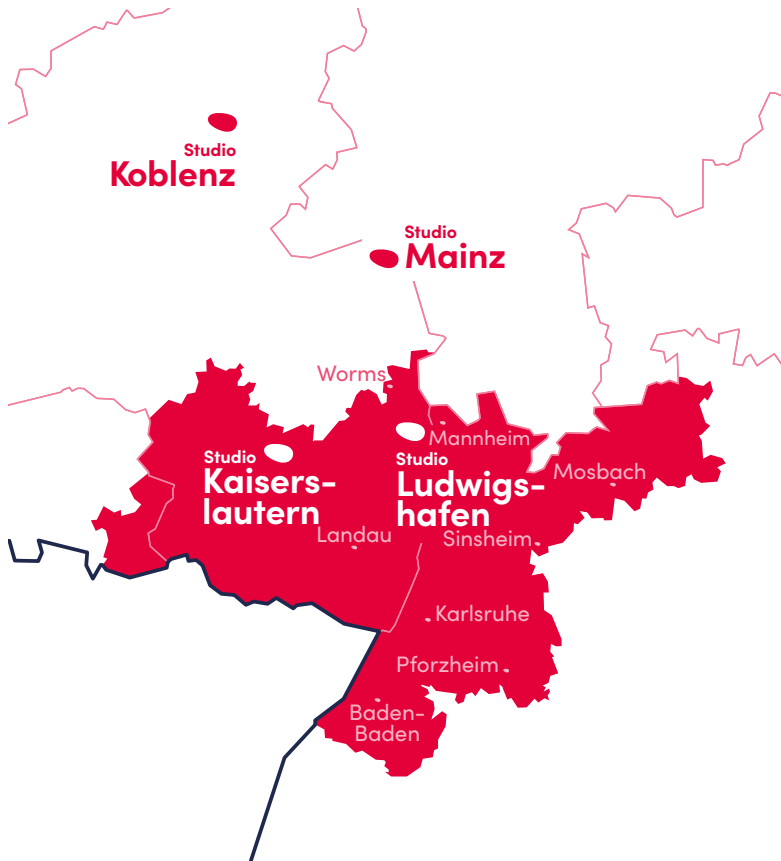 Studio
Koblenz
Studio
Mainz
Worms
Mannheim
Studio
Kaisers-
lautern
Studio
Ludwigs-
hafen
Mosbach
Landau
Sinsheim
Karlsruhe
Pforzheim
Baden-
Baden